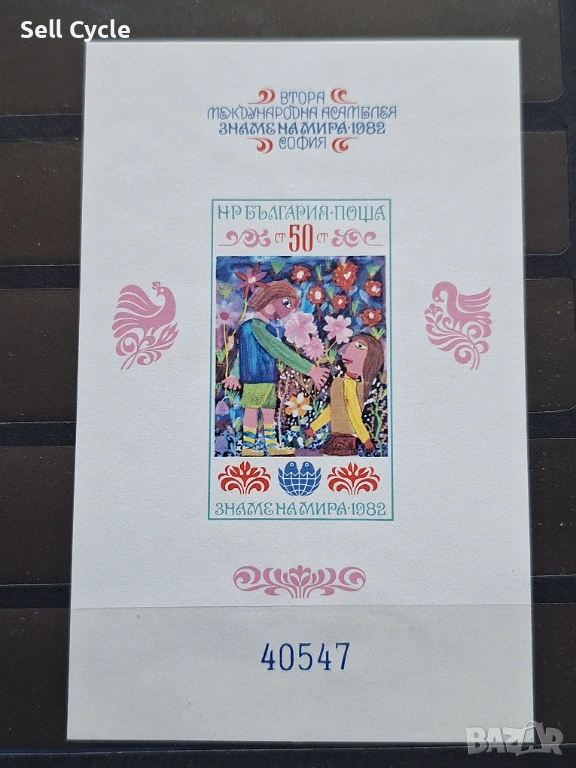 Sell Cycle
ВТОРА
МЕЖДУНАРОДНА АСАМБЛЕЯ
ЗНАМЕ НА МИРА·1982
СОФИЯ
НР БЪЛГАРИЯ·ПОЩА
СТ 50 СТ
ЗНАМЕ НА МИРА·1982
40547
BAZAR